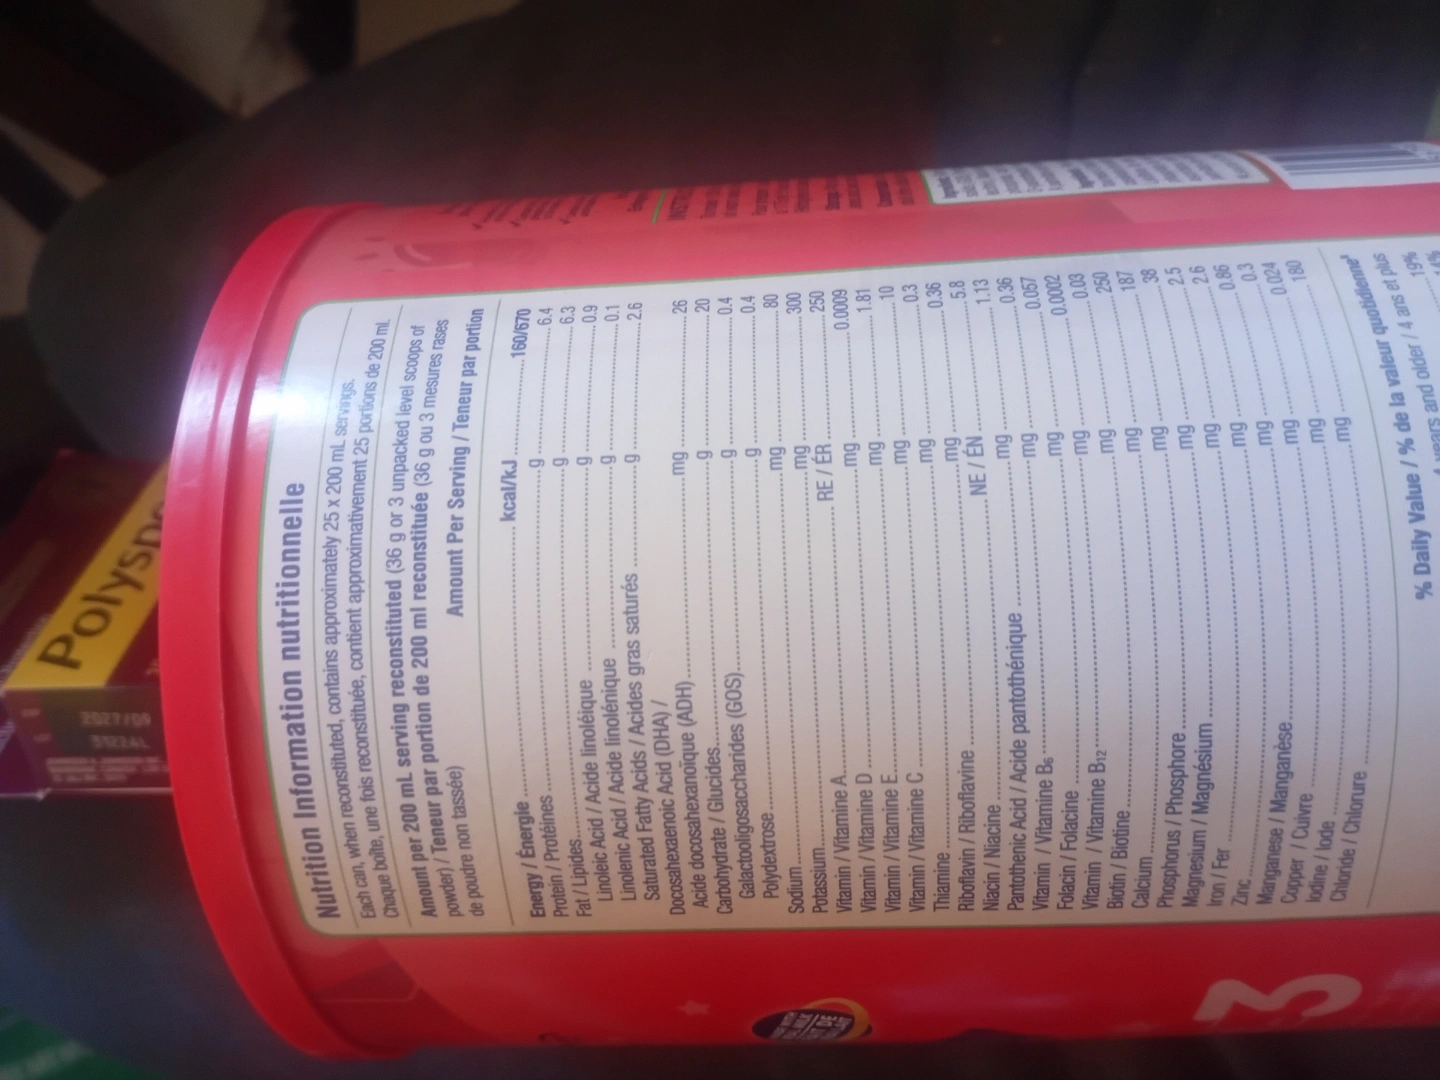 Nutrition Information nutritionnelle
Each can, when reconstituted, contains approximately 25 x 200 mL servings.
Chaque boîte, une fois reconstituée, contient approximativement 25 portions de 200 ml.
Amount per 200 mL serving reconstituted (36 g or 3 unpacked level scoops of
powder) / Teneur par portion de 200 ml reconstituée (36 g ou 3 mesures rases
de poudre non tassée)
Amount Per Serving / Teneur par portion
Energy / Énergie kcal/kJ 160/670
Protein / Protéines g 6.4
Fat / Lipides g 6.3
Linoleic Acid / Acide linoléique g 0.9
Linolenic Acid / Acide linolénique g 0.1
Saturated Fatty Acids / Acides gras saturés g 2.6
Docosahexaenoic Acid (DHA) /
Acide docosahexanoïque (ADH) mg 26
Carbohydrate / Glucides g 20
Galactooligosaccharides (GOS) g 0.4
Polydextrose g 0.4
Sodium mg 80
Potassium mg 300
Vitamin / Vitamine A RE / ÉR 250
Vitamin / Vitamine D mg 0.0009
Vitamin / Vitamine E mg 1.81
Vitamin / Vitamine C mg 10
Thiamine mg 0.3
Riboflavin / Riboflavine mg 0.36
Niacin / Niacine NE / ÉN 5.8
Pantothenic Acid / Acide pantothénique mg 1.13
Vitamin / Vitamine B6 mg 0.36
Folacin / Folacine mg 0.057
Vitamin / Vitamine B12 mg 0.0002
Biotin / Biotine mg 0.03
Calcium mg 250
Phosphorus / Phosphore mg 187
Magnesium / Magnésium mg 38
Iron / Fer mg 2.5
Zinc mg 2.6
Manganese / Manganèse mg 0.86
Copper / Cuivre mg 0.3
Iodine / Iode mg 0.024
Chloride / Chlorure mg 180
% Daily Value / % de la valeur quotidienne
4 years and older / 4 ans et plus
19%
14%
3
Polyspo
2027/09